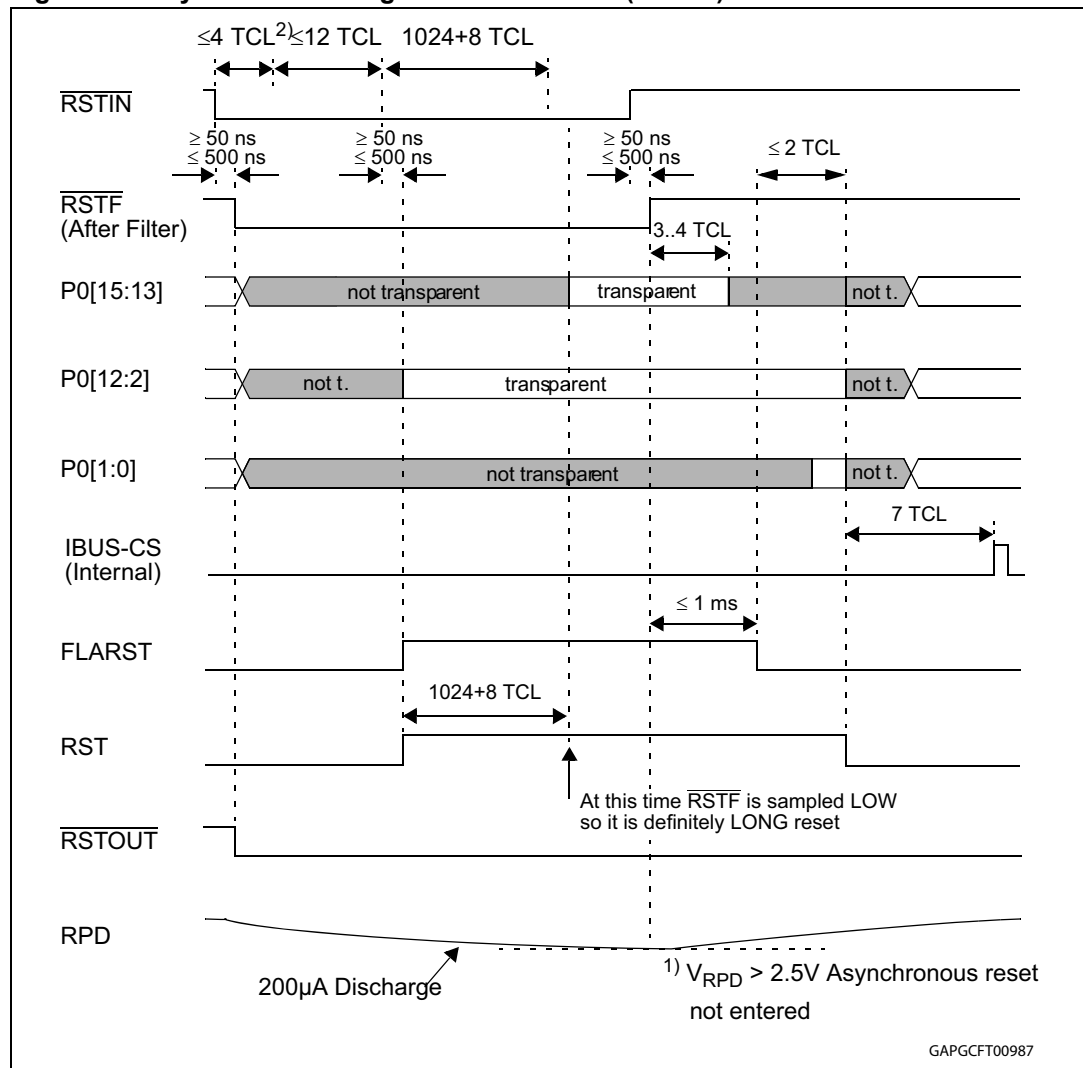 ≤4 TCL2) ≤12 TCL 1024+8 TCL
RSTIN
≥ 50 ns ≥ 50 ns ≥ 50 ns
≤ 500 ns ≤ 500 ns ≤ 500 ns
≤ 2 TCL
RSTF
(After Filter)
3..4 TCL
P0[15:13] not transparent transparent not t.
P0[12:2] not t. transparent not t.
P0[1:0] not transparent not t.
7 TCL
IBUS-CS
(Internal)
≤ 1 ms
FLARST
1024+8 TCL
RST
At this time RSTF is sampled LOW
so it is definitely LONG reset
RSTOUT
RPD
200µA Discharge
1) VRPD > 2.5V Asynchronous reset
not entered
GAPGCFT00987